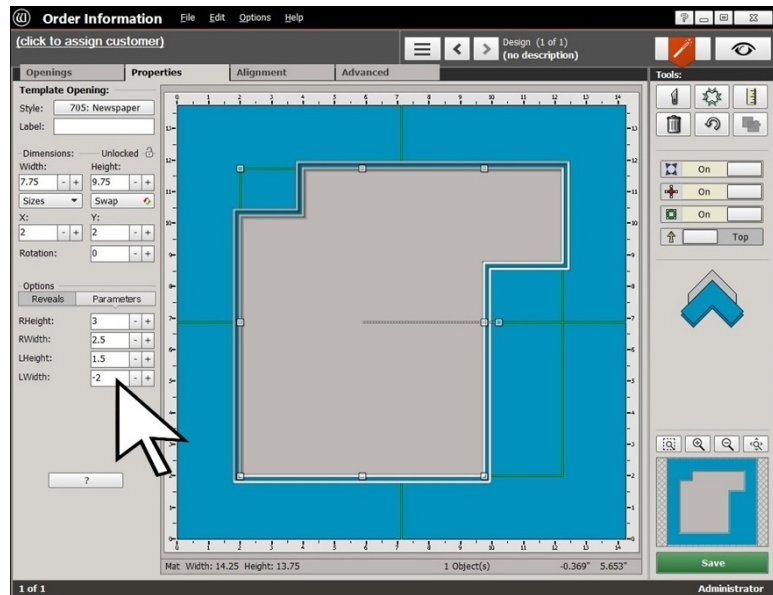 Order Information File Edit Options Help
(click to assign customer)
Design (1 of 1)
(no description)
Openings Properties Alignment Advanced
Tools:
Template Opening:
Style: 705: Newspaper
Label:
Dimensions: Unlocked
Width: Height:
7.75 - + 9.75 - +
Sizes Swap
X: Y:
2 - + 2 - +
Rotation: 0 - +
Options
Reveals Parameters
RHeight: 3 - +
RWidth: 2.5 - +
LHeight: 1.5 - +
LWidth: -2 - +
?
On
On
On
Top
Mat Width: 14.25 Height: 13.75 1 Object(s) -0.369" 5.653"
Save
1 of 1 Administrator